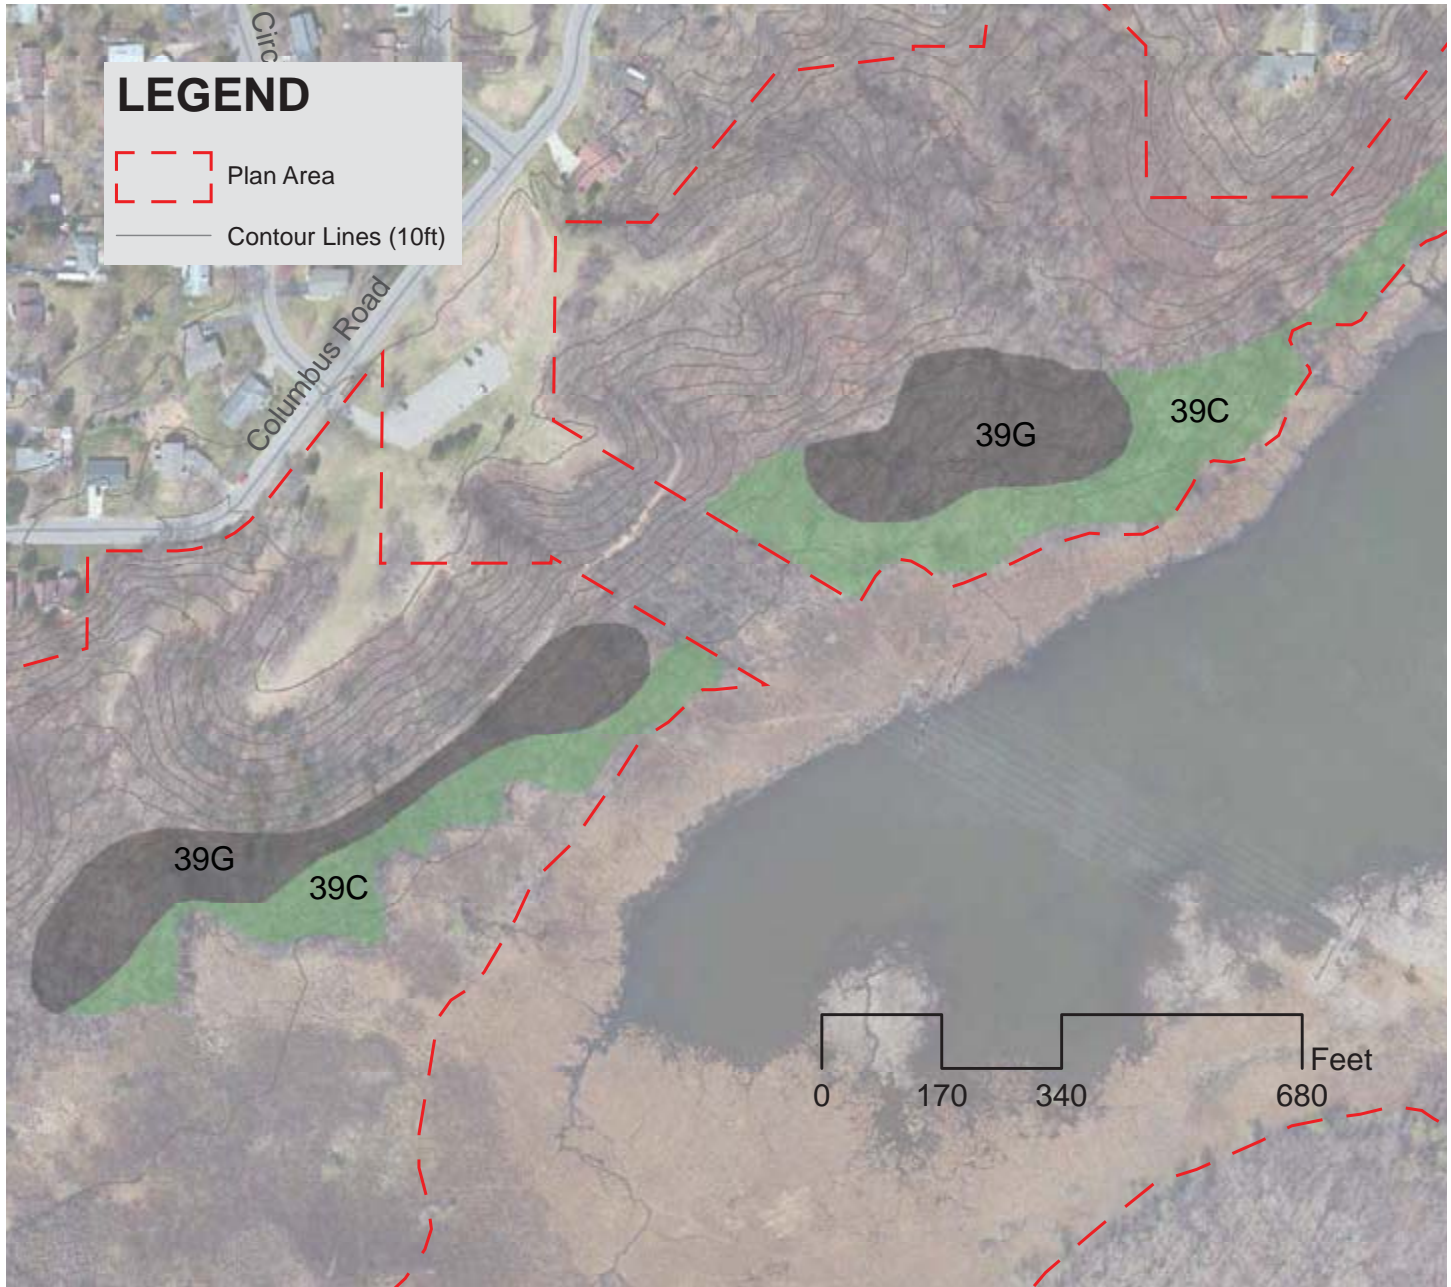 Circ
LEGEND
Plan Area
Contour Lines (10ft)
Columbus Road
39G
39C
39G
39C
Feet
0 170 340 680